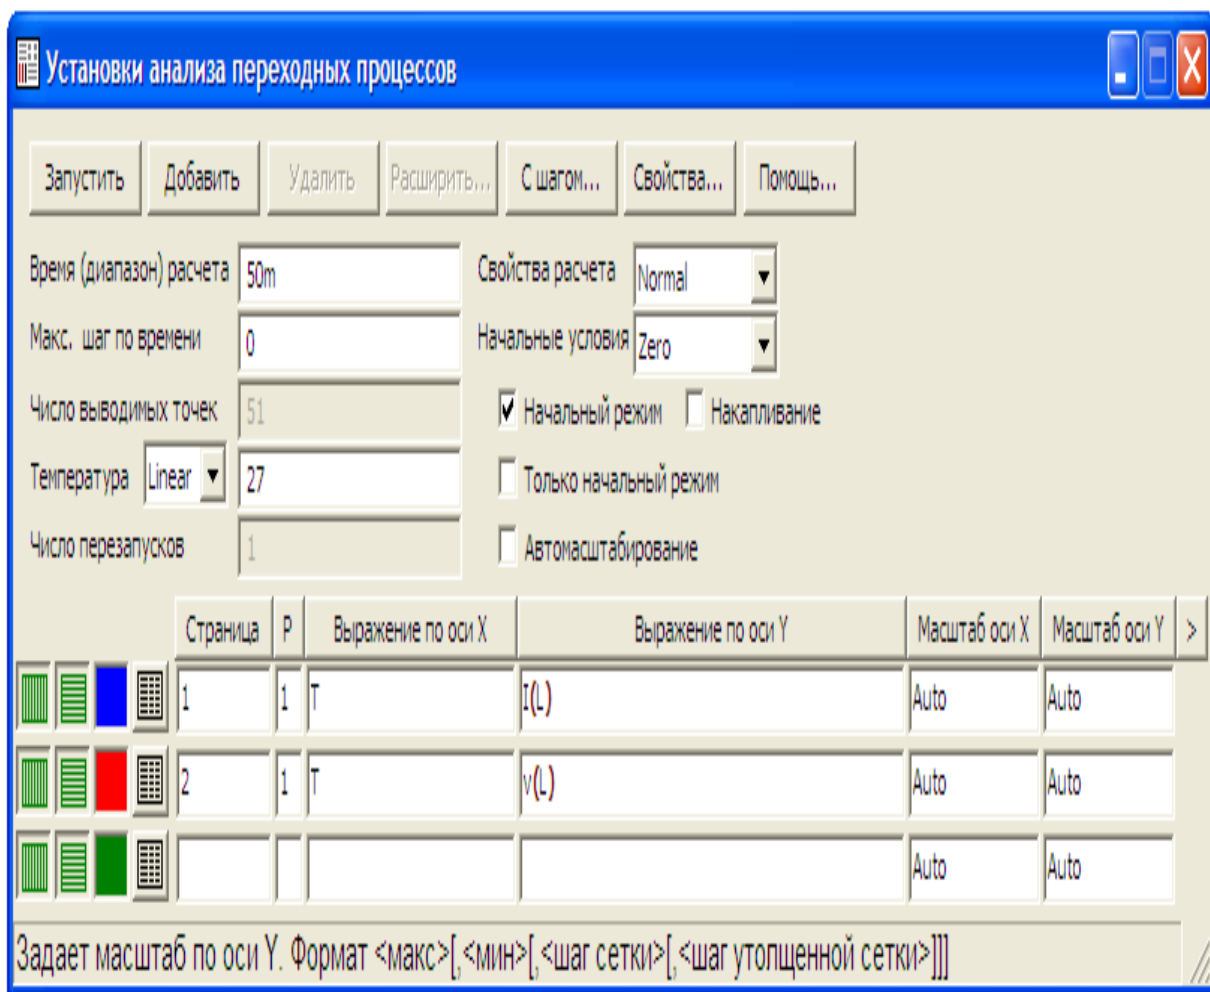 Установки анализа переходных процессов
Запустить Добавить Удалить Расширить... С шагом... Свойства... Помощь...
Время (диапазон) расчета 50m Свойства расчета Normal
Макс. шаг по времени 0 Начальные условия Zero
Число выводимых точек 51 Начальный режим Накапливание
Температура Linear 27 Только начальный режим
Число перезапусков 1 Автомасштабирование
Страница P Выражение по оси X Выражение по оси Y Масштаб оси X Масштаб оси Y >
1 1 T I(L) Auto Auto
2 1 T v(L) Auto Auto
Auto Auto
Задает масштаб по оси Y. Формат <макс>[,<мин>[,<шаг сетки>[,<шаг утопщенной сетки>]]]